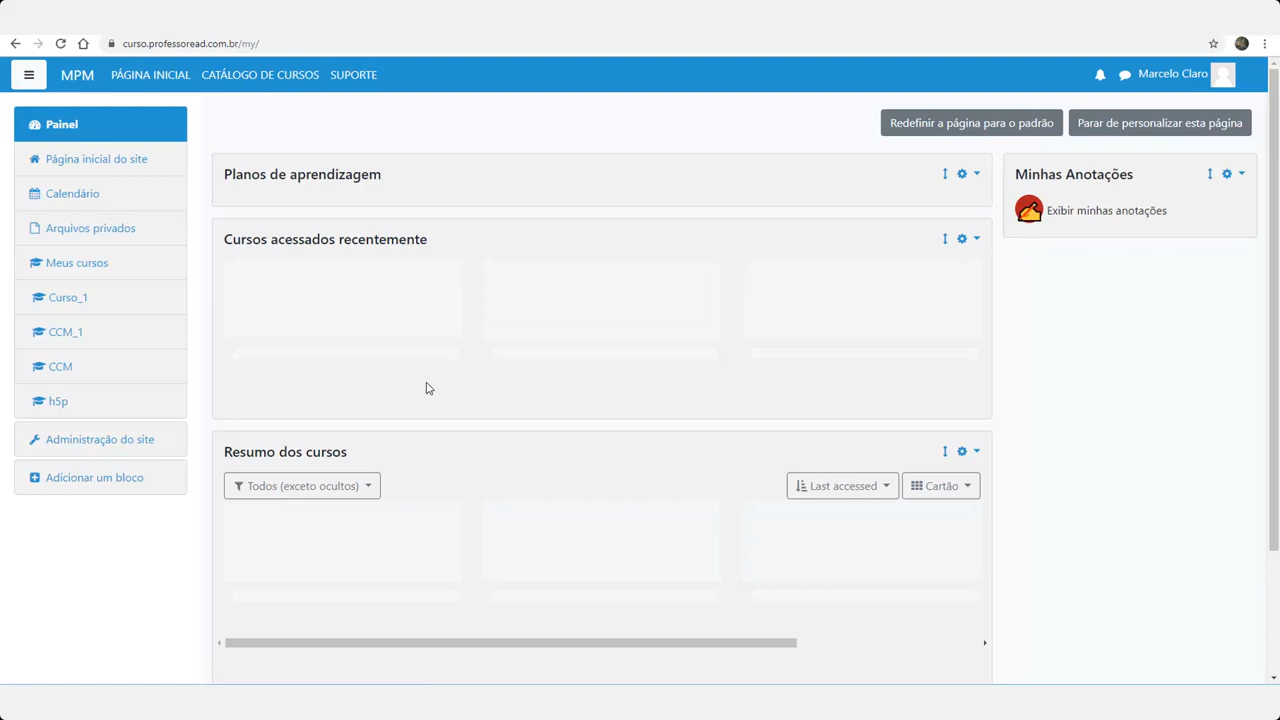 curso.professoread.com.br/my/
MPM PÁGINA INICIAL CATÁLOGO DE CURSOS SUPORTE Marcelo Claro
Painel
Página inicial do site
Calendário
Arquivos privados
Meus cursos
Curso_1
CCM_1
CCM
h5p
Administração do site
Adicionar um bloco
Redefinir a página para o padrão Parar de personalizar esta página
Planos de aprendizagem
Cursos acessados recentemente
Resumo dos cursos
Todos (exceto ocultos) Last accessed Cartão
Minhas Anotações
Exibir minhas anotações